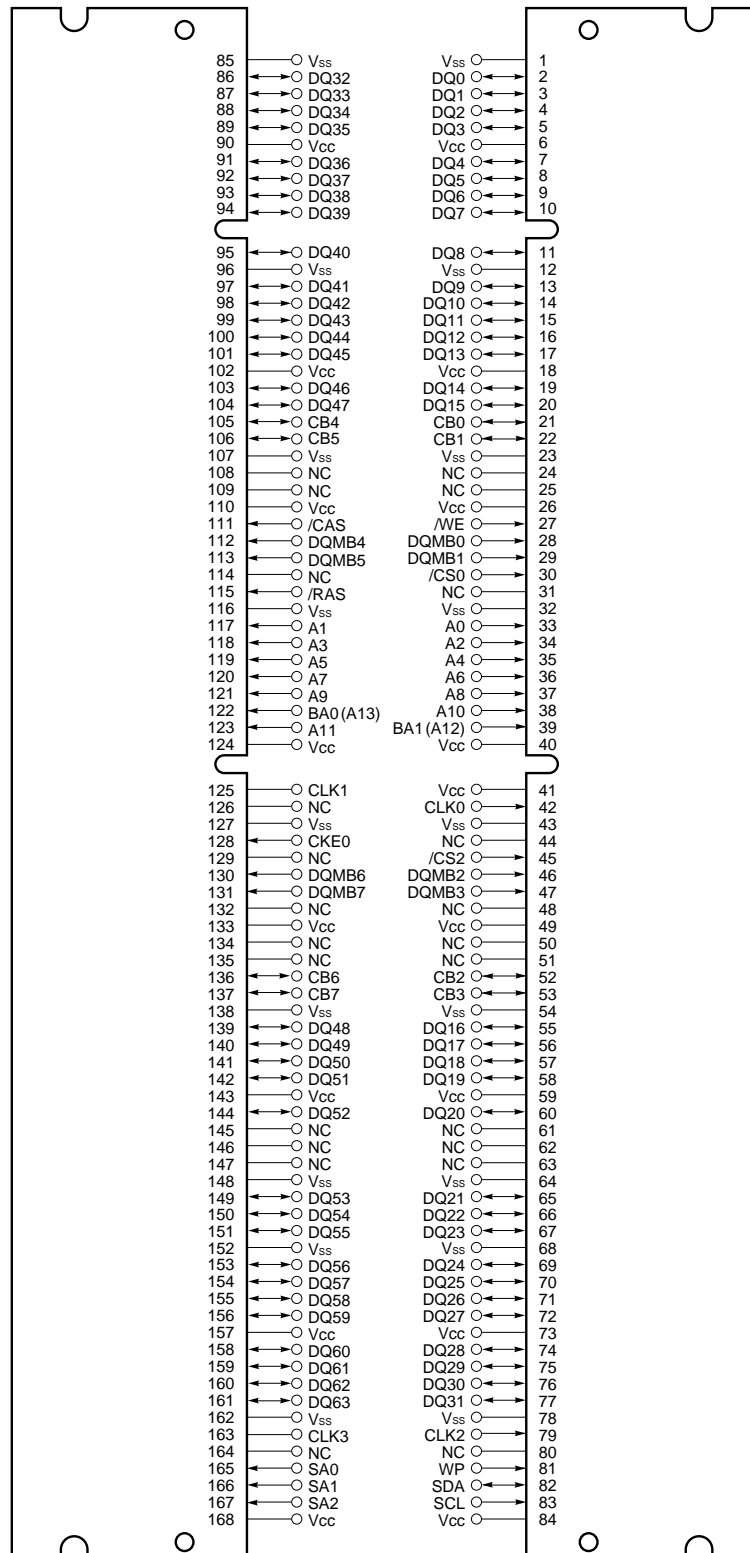 85 Vss Vss 1
86 DQ32 DQ0 2
87 DQ33 DQ1 3
88 DQ34 DQ2 4
89 DQ35 DQ3 5
90 Vcc Vcc 6
91 DQ36 DQ4 7
92 DQ37 DQ5 8
93 DQ38 DQ6 9
94 DQ39 DQ7 10
95 DQ40 DQ8 11
96 Vss Vss 12
97 DQ41 DQ9 13
98 DQ42 DQ10 14
99 DQ43 DQ11 15
100 DQ44 DQ12 16
101 DQ45 DQ13 17
102 Vcc Vcc 18
103 DQ46 DQ14 19
104 DQ47 DQ15 20
105 CB4 CB0 21
106 CB5 CB1 22
107 Vss Vss 23
108 NC NC 24
109 NC NC 25
110 Vcc Vcc 26
111 /CAS /WE 27
112 DQMB4 DQMB0 28
113 DQMB5 DQMB1 29
114 NC /CS0 30
115 /RAS NC 31
116 Vss Vss 32
117 A1 A0 33
118 A3 A2 34
119 A5 A4 35
120 A7 A6 36
121 A9 A8 37
122 BA0 (A13) A10 38
123 A11 BA1 (A12) 39
124 Vcc Vcc 40
125 CLK1 Vcc 41
126 NC CLK0 42
127 Vss Vss 43
128 CKE0 NC 44
129 NC /CS2 45
130 DQMB6 DQMB2 46
131 DQMB7 DQMB3 47
132 NC NC 48
133 Vcc Vcc 49
134 NC NC 50
135 NC NC 51
136 CB6 CB2 52
137 CB7 CB3 53
138 Vss Vss 54
139 DQ48 DQ16 55
140 DQ49 DQ17 56
141 DQ50 DQ18 57
142 DQ51 DQ19 58
143 Vcc Vcc 59
144 DQ52 DQ20 60
145 NC NC 61
146 NC NC 62
147 NC NC 63
148 Vss Vss 64
149 DQ53 DQ21 65
150 DQ54 DQ22 66
151 DQ55 DQ23 67
152 Vss Vss 68
153 DQ56 DQ24 69
154 DQ57 DQ25 70
155 DQ58 DQ26 71
156 DQ59 DQ27 72
157 Vcc Vcc 73
158 DQ60 DQ28 74
159 DQ61 DQ29 75
160 DQ62 DQ30 76
161 DQ63 DQ31 77
162 Vss Vss 78
163 CLK3 CLK2 79
164 NC NC 80
165 SA0 WP 81
166 SA1 SDA 82
167 SA2 SCL 83
168 Vcc Vcc 84